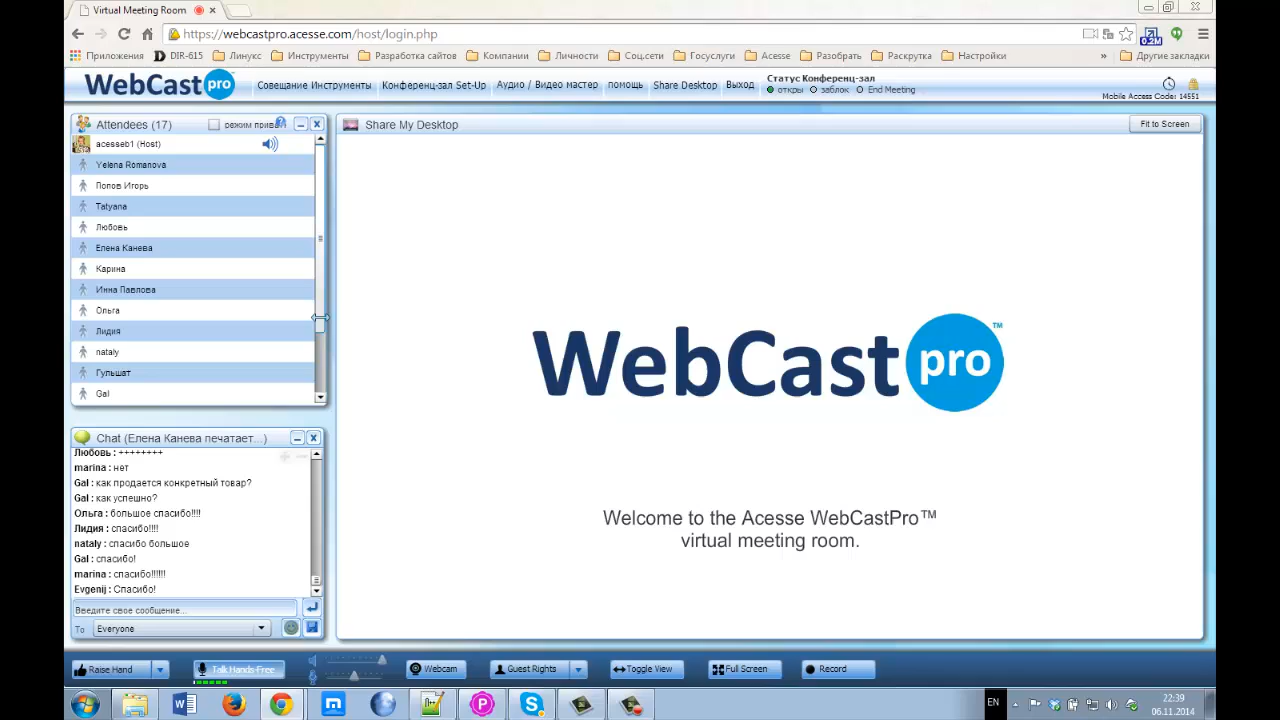 Virtual Meeting Room
https://webcastpro.acesse.com/host/login.php
Приложения DIR-615 Линукс Инструменты Разработка сайтог Компании Личности Соц.сети Госуслуги Acesse Разобрать Раскрутка Настройки » Другие закладки
WebCast pro
Совещание Инструменты Конференц-зал Set-Up Аудио / Видео мастер помощь Share Desktop Выход
Статус Конференц-зал
откры заблок End Meeting
Mobile Access Code: 14551
Attendees (17) режим прив
acesseb1 (Host)
Yelena Romanova
Попов Игорь
Tatyana
Любовь
Елена Канева
Карина
Инна Павлова
Ольга
Лидия
nataly
Гульшат
Gal
Share My Desktop
Fit to Screen
WebCast pro ™
Welcome to the Acesse WebCastPro™
virtual meeting room.
Chat (Елена Канева печатает...)
Любовь : ++++++++
marina : нет
Gal : как продается конкретный товар?
Gal : как успешно?
Ольга : большое спасибо!!!!
Лидия : спасибо!!!!
nataly : спасибо большое
Gal : спасибо!
marina : спасибо!!!!!!
Evgenij : Спасибо!
Введите свое сообщение...
To Everyone
Raise Hand Talk Hands-Free Webcam Guest Rights Toggle View Full Screen Record
EN
22:39
06.11.2014